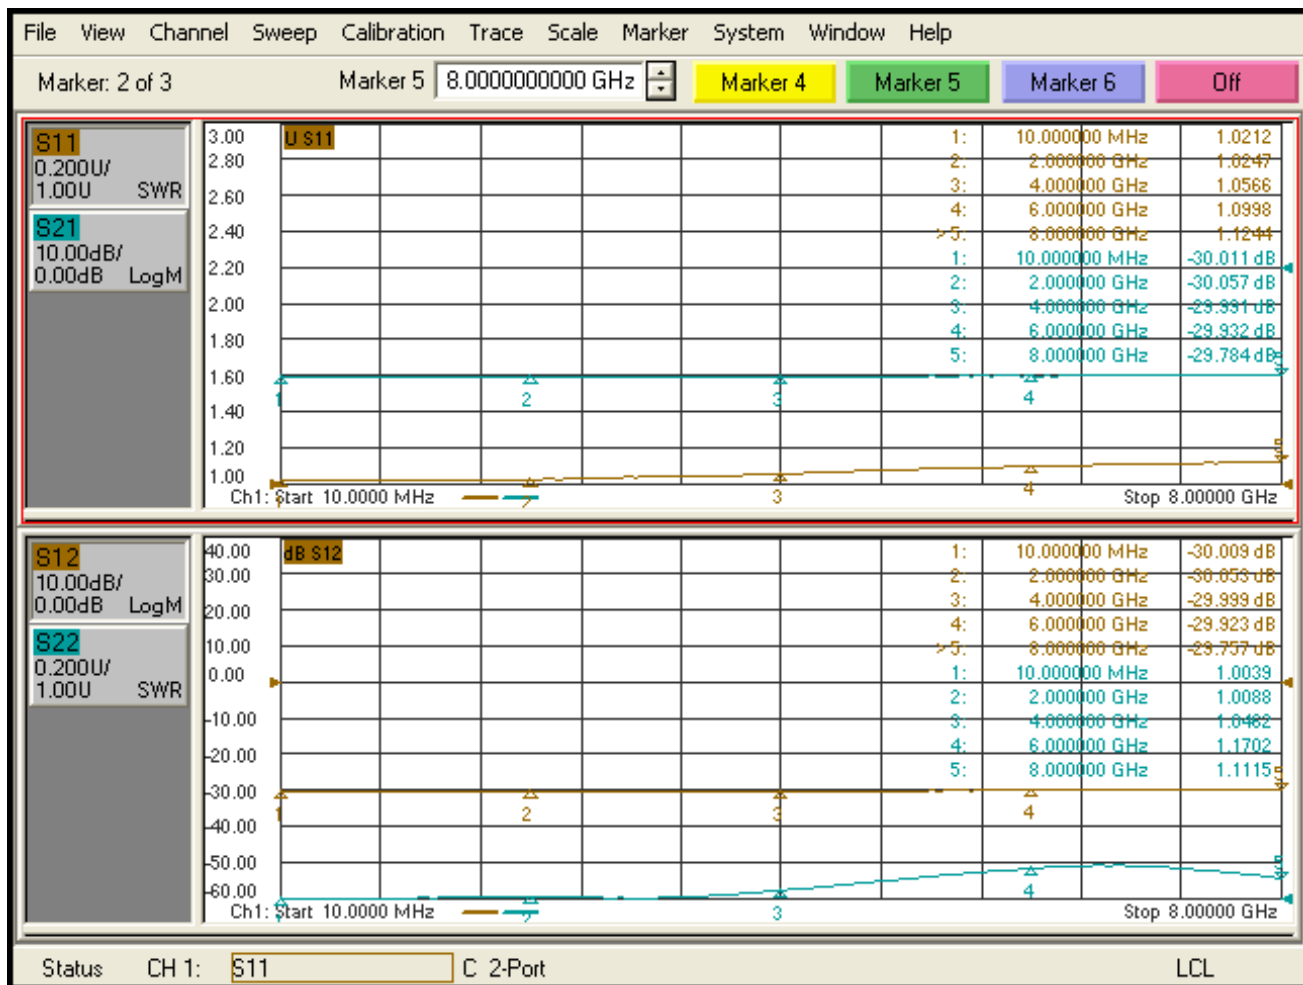 File View Channel Sweep Calibration Trace Scale Marker System Window Help
Marker: 2 of 3 Marker 5 8.0000000000 GHz Marker 4 Marker 5 Marker 6 Off
S11
0.200U/
1.00U SWR
S21
10.00dB/
0.00dB LogM
U S11
3.00
2.80
2.60
2.40
2.20
2.00
1.80
1.60
1.40
1.20
1.00
1: 10.000000 MHz 1.0212
2: 2.000000 GHz 1.0247
3: 4.000000 GHz 1.0566
4: 6.000000 GHz 1.0998
>5: 8.000000 GHz 1.1244
1: 10.000000 MHz -30.011 dB
2: 2.000000 GHz -30.057 dB
3: 4.000000 GHz -29.991 dB
4: 6.000000 GHz -29.932 dB
5: 8.000000 GHz -29.784 dB
1 2 3 4 5
1 2 3 4 5
Ch1: Start 10.0000 MHz Stop 8.00000 GHz
S12
10.00dB/
0.00dB LogM
S22
0.200U/
1.00U SWR
dB S12
40.00
30.00
20.00
10.00
0.00
-10.00
-20.00
-30.00
-40.00
-50.00
-60.00
1: 10.000000 MHz -30.009 dB
2: 2.000000 GHz -30.053 dB
3: 4.000000 GHz -29.999 dB
4: 6.000000 GHz -29.923 dB
>5: 8.000000 GHz -29.757 dB
1: 10.000000 MHz 1.0039
2: 2.000000 GHz 1.0088
3: 4.000000 GHz 1.0482
4: 6.000000 GHz 1.1702
5: 8.000000 GHz 1.1115
1 2 3 4 5
1 2 3 4 5
Ch1: Start 10.0000 MHz Stop 8.00000 GHz
Status CH 1: S11 C 2-Port LCL